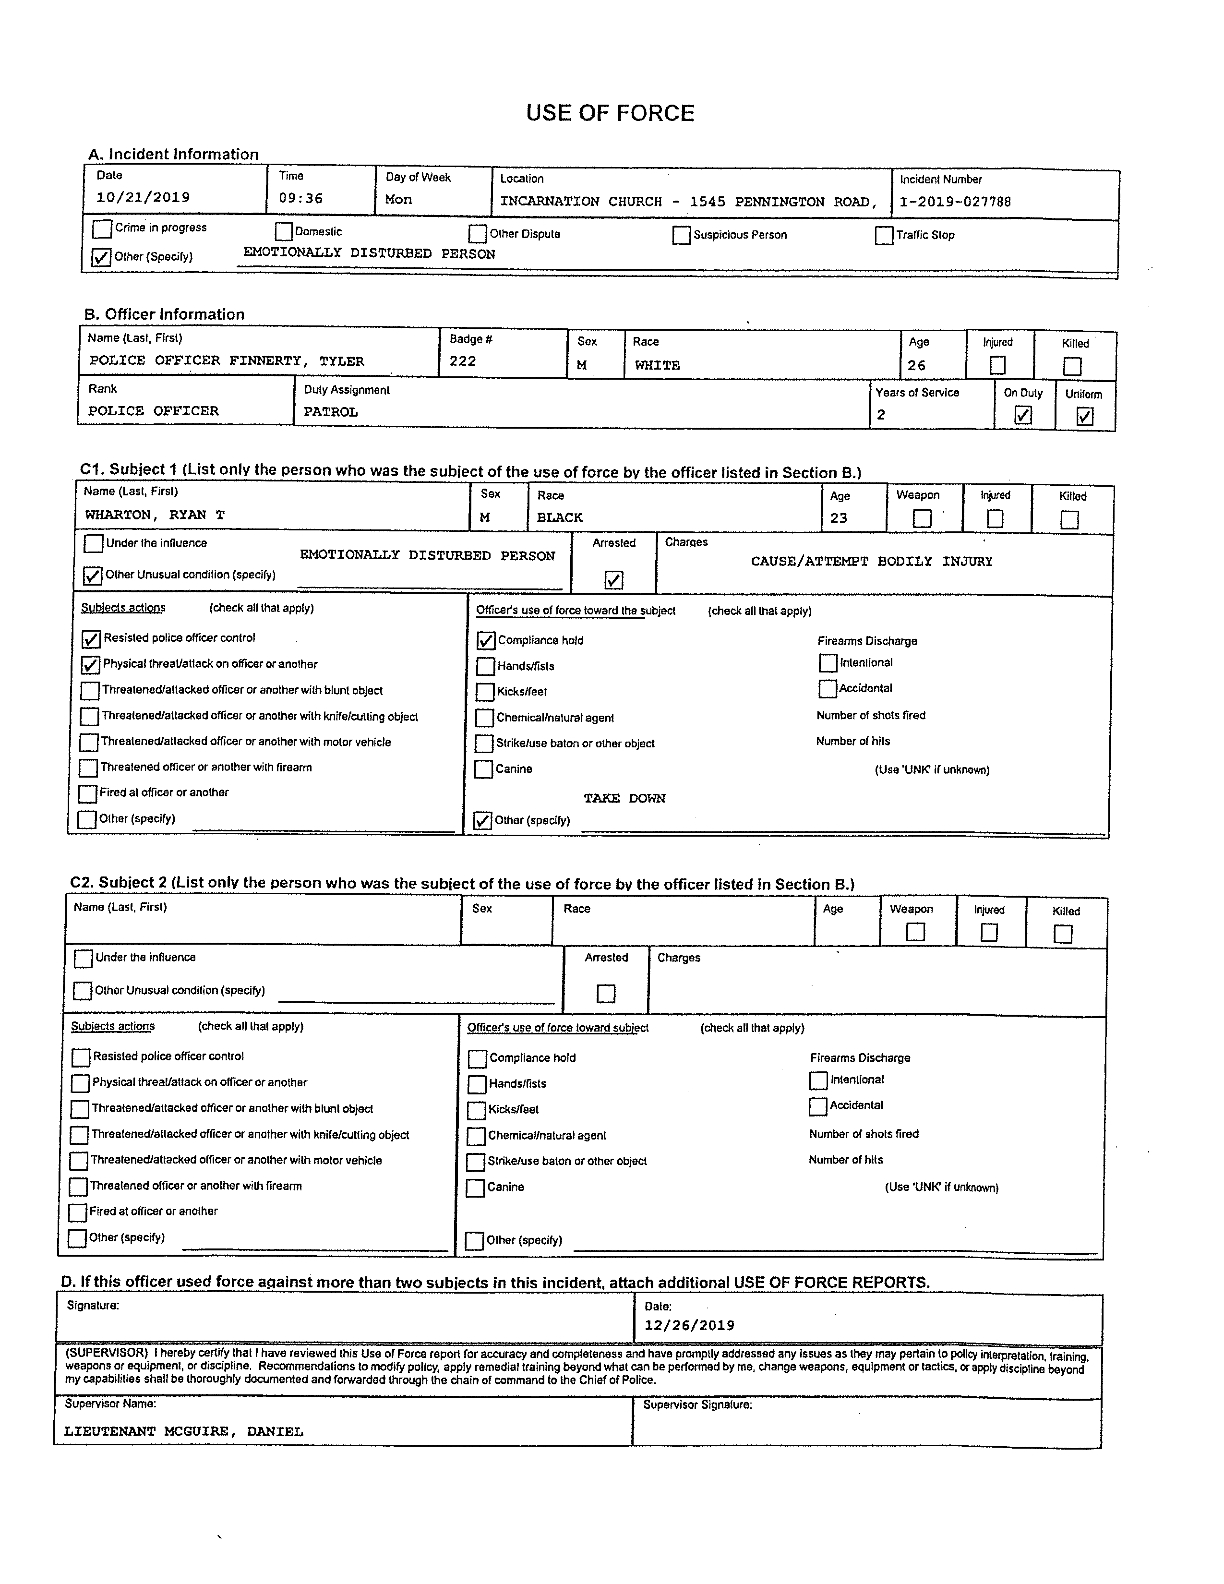 USE OF FORCE
A. Incident Information
Date Time Day of Week Location Incident Number
10/21/2019 09:36 Mon INCARNATION CHURCH - 1545 PENNINGTON ROAD, I-2019-027788
Crime in progress Domestic Other Dispute Suspicious Person Traffic Stop
Other (Specify) EMOTIONALLY DISTURBED PERSON
B. Officer Information
Name (Last, First) Badge # Sex Race Age Injured Killed
POLICE OFFICER FINNERTY, TYLER 222 M WHITE 26
Rank Duty Assignment Years of Service On Duty Uniform
POLICE OFFICER PATROL 2
C1. Subject 1 (List only the person who was the subject of the use of force by the officer listed in Section B.)
Name (Last, First) Sex Race Age Weapon Injured Killed
WHARTON, RYAN T M BLACK 23
Under the influence Arrested Charges
EMOTIONALLY DISTURBED PERSON CAUSE/ATTEMPT BODILY INJURY
Other Unusual condition (specify)
Subjects actions (check all that apply) Officer's use of force toward the subject (check all that apply)
Resisted police officer control Compliance hold Firearms Discharge
Physical threat/attack on officer or another Hands/fists Intentional
Threatened/attacked officer or another with blunt object Kicks/feet Accidental
Threatened/attacked officer or another with knife/cutting object Chemical/natural agent Number of shots fired
Threatened/attacked officer or another with motor vehicle Strike/use baton or other object Number of hits
Threatened officer or another with firearm Canine (Use 'UNK' if unknown)
Fired at officer or another TAKE DOWN
Other (specify) Other (specify)
C2. Subject 2 (List only the person who was the subject of the use of force by the officer listed in Section B.)
Name (Last, First) Sex Race Age Weapon Injured Killed
Under the influence Arrested Charges
Other Unusual condition (specify)
Subjects actions (check all that apply) Officer's use of force toward subject (check all that apply)
Resisted police officer control Compliance hold Firearms Discharge
Physical threat/attack on officer or another Hands/fists Intentional
Threatened/attacked officer or another with blunt object Kicks/feet Accidental
Threatened/attacked officer or another with knife/cutting object Chemical/natural agent Number of shots fired
Threatened/attacked officer or another with motor vehicle Strike/use baton or other object Number of hits
Threatened officer or another with firearm Canine (Use 'UNK' if unknown)
Fired at officer or another
Other (specify) Other (specify)
D. If this officer used force against more than two subjects in this incident, attach additional USE OF FORCE REPORTS.
Signature: Date:
12/26/2019
(SUPERVISOR) I hereby certify that I have reviewed this Use of Force report for accuracy and completeness and have promptly addressed any issues as they may pertain to policy interpretation, training,
weapons or equipment, or discipline. Recommendations to modify policy, apply remedial training beyond what can be performed by me, change weapons, equipment or tactics, or apply discipline beyond
my capabilities shall be thoroughly documented and forwarded through the chain of command to the Chief of Police.
Supervisor Name: Supervisor Signature:
LIEUTENANT MCGUIRE, DANIEL